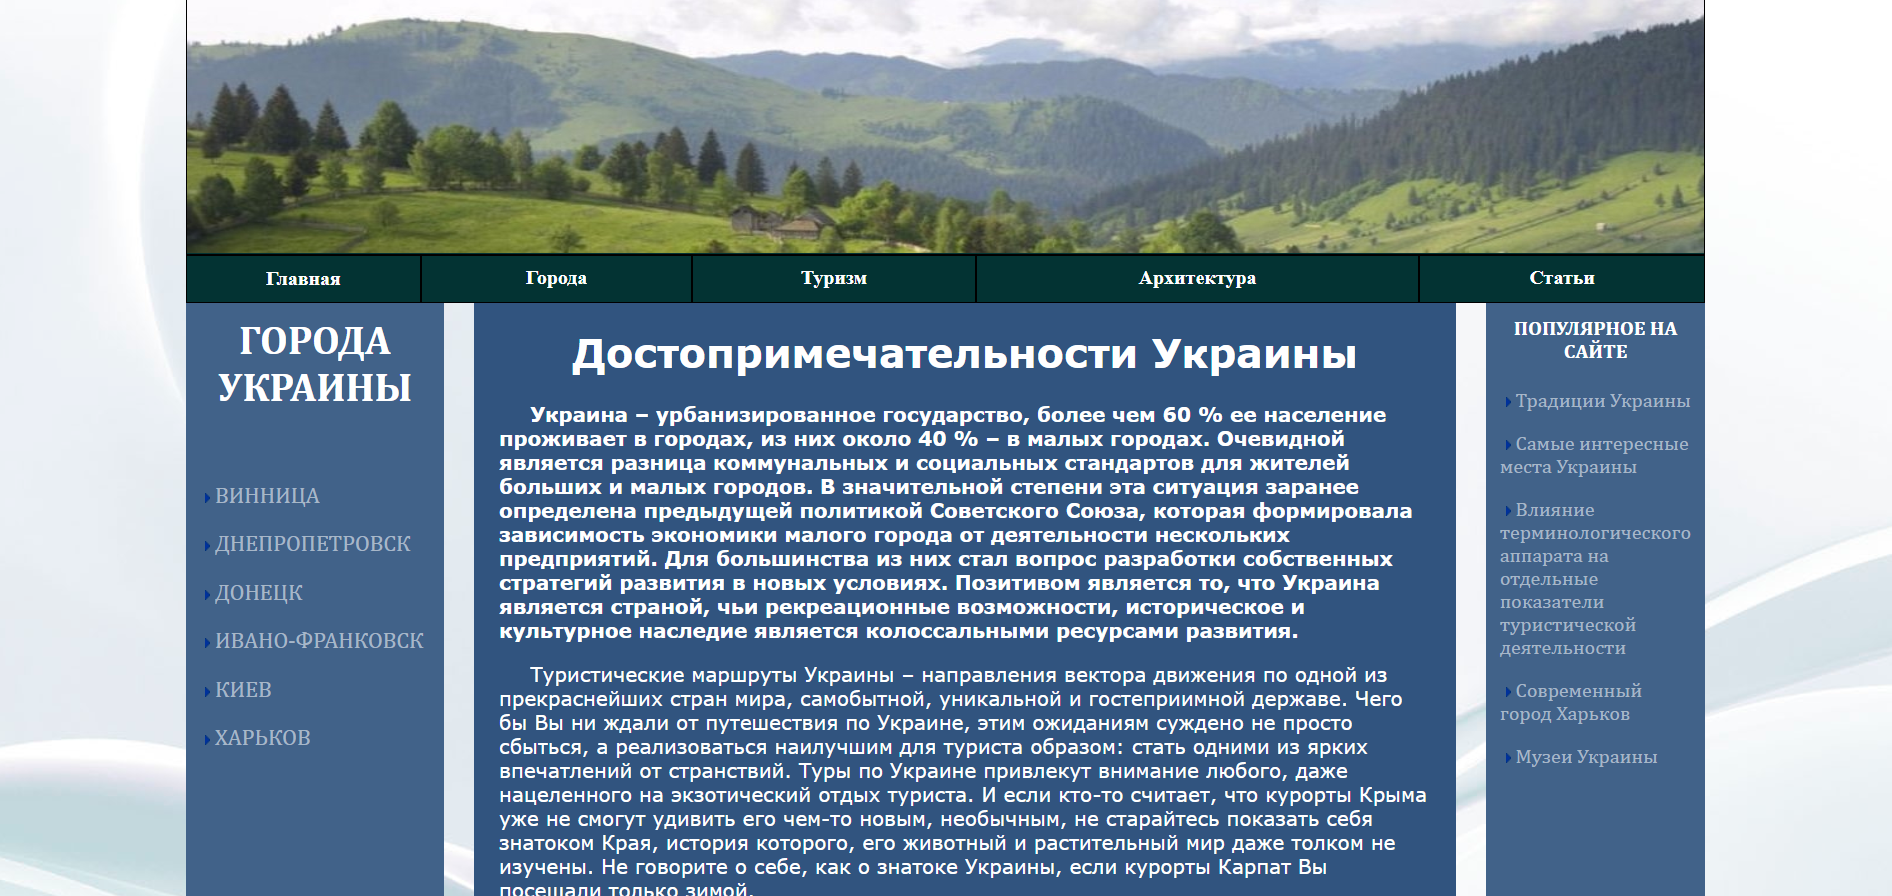 Главная
Города
Туризм
Архитектура
Статьи
ГОРОДА
УКРАИНЫ
ВИННИЦА
ДНЕПРОПЕТРОВСК
ДОНЕЦК
ИВАНО-ФРАНКОВСК
КИЕВ
ХАРЬКОВ
Достопримечательности Украины
Украина – урбанизированное государство, более чем 60 % ее население
проживает в городах, из них около 40 % – в малых городах. Очевидной
является разница коммунальных и социальных стандартов для жителей
больших и малых городов. В значительной степени эта ситуация заранее
определена предыдущей политикой Советского Союза, которая формировала
зависимость экономики малого города от деятельности нескольких
предприятий. Для большинства из них стал вопрос разработки собственных
стратегий развития в новых условиях. Позитивом является то, что Украина
является страной, чьи рекреационные возможности, историческое и
культурное наследие является колоссальными ресурсами развития.
Туристические маршруты Украины – направления вектора движения по одной из
прекраснейших стран мира, самобытной, уникальной и гостеприимной державе. Чего
бы Вы ни ждали от путешествия по Украине, этим ожиданиям суждено не просто
сбыться, а реализоваться наилучшим для туриста образом: стать одними из ярких
впечатлений от странствий. Туры по Украине привлекут внимание любого, даже
нацеленного на экзотический отдых туриста. И если кто-то считает, что курорты Крыма
уже не смогут удивить его чем-то новым, необычным, не старайтесь показать себя
знатоком Края, история которого, его животный и растительный мир даже толком не
изучены. Не говорите о себе, как о знатоке Украины, если курорты Карпат Вы
посещали только зимой.
ПОПУЛЯРНОЕ НА
САЙТЕ
Традиции Украины
Самые интересные
места Украины
Влияние
терминологического
аппарата на
отдельные
показатели
туристической
деятельности
Современный
город Харьков
Музеи Украины